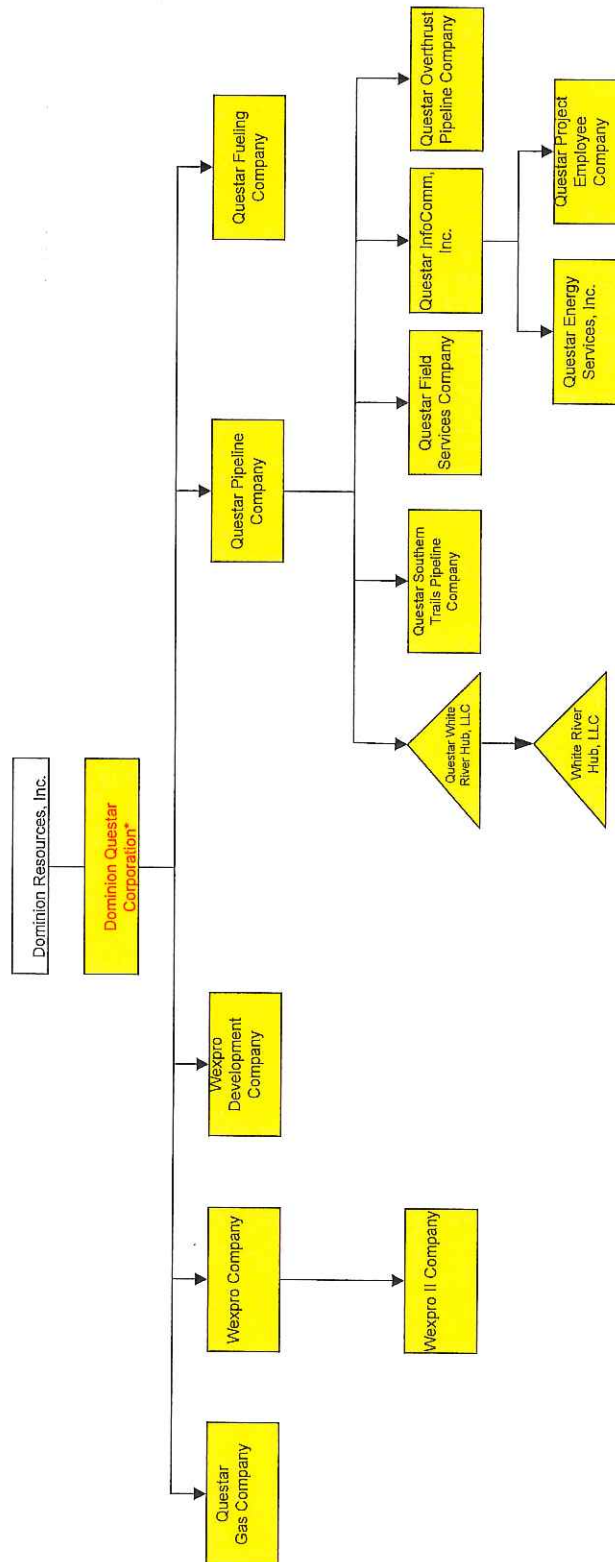 Dominion Resources, Inc.
Dominion Questar
Corporation*
Questar
Gas Company
Wexpro Company
Wexpro
Development
Company
Questar Pipeline
Company
Questar Fueling
Company
Wexpro II Company
Questar White
River Hub, LLC
Questar Southern
Trails Pipeline
Company
Questar Field
Services Company
Questar InfoComm,
Inc.
Questar Overthrust
Pipeline Company
White River
Hub, LLC
Questar Energy
Services, Inc.
Questar Project
Employee
Company